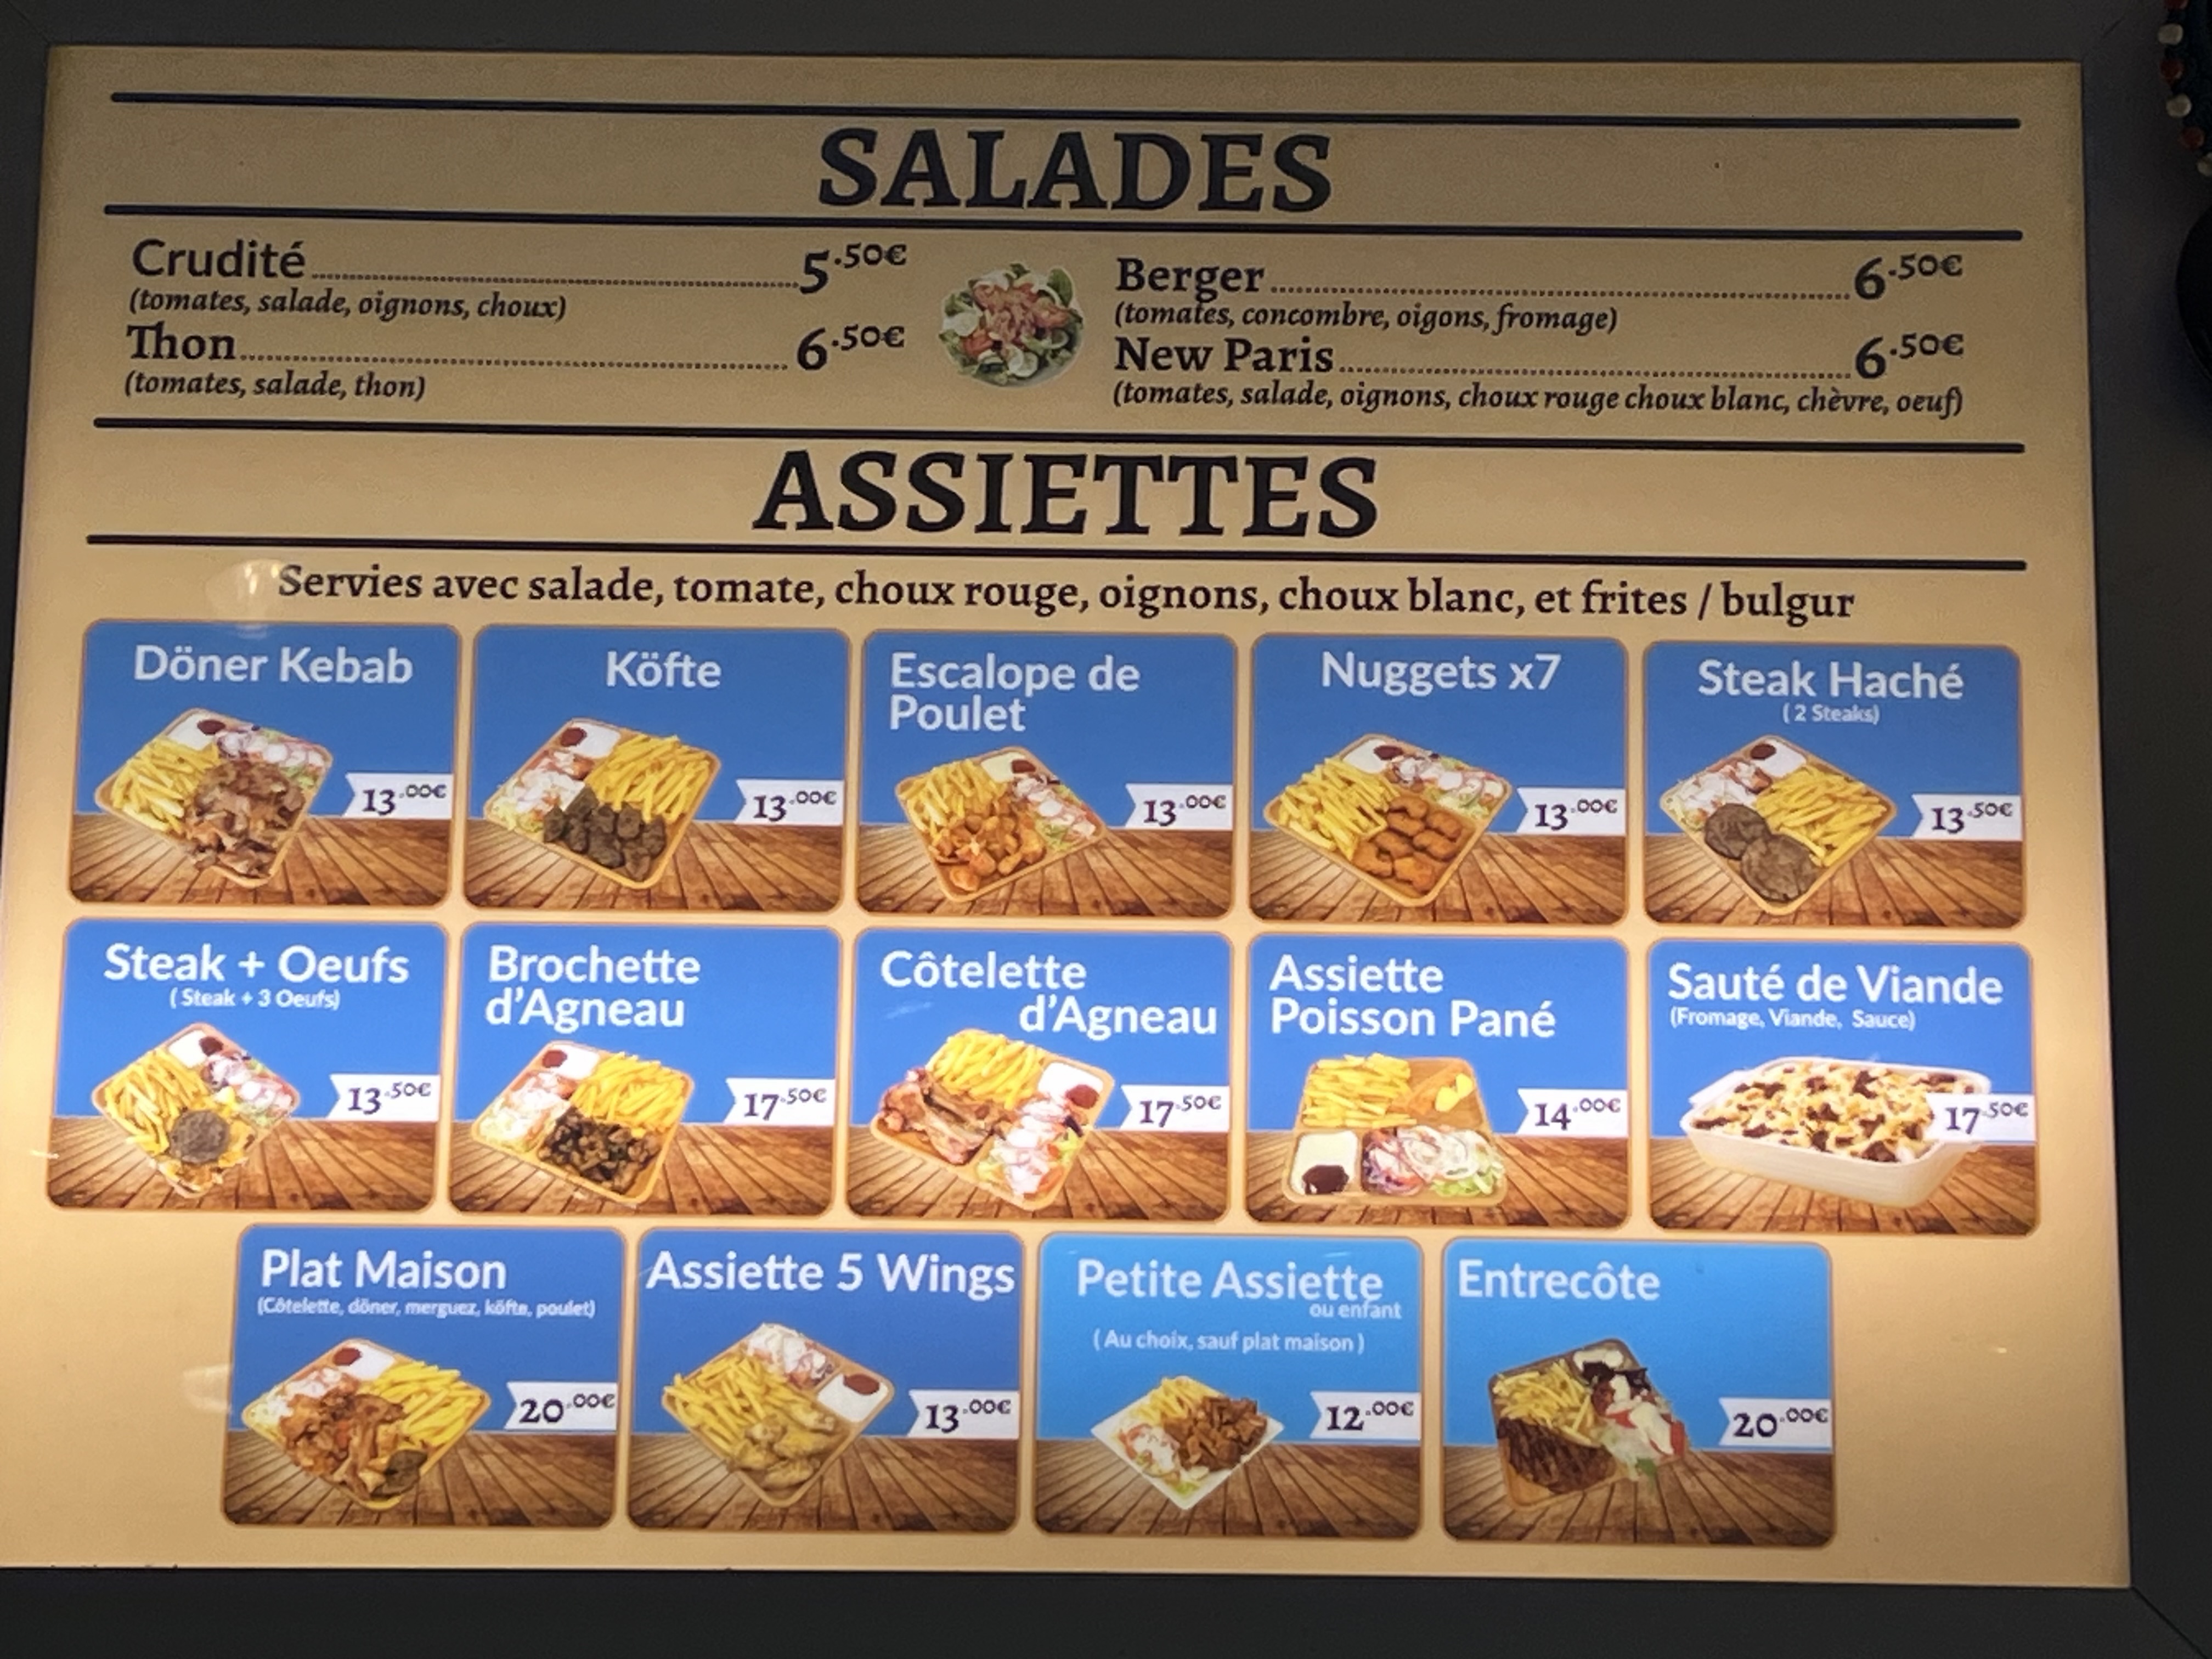 SALADES
Crudité 5.50€
(tomates, salade, oignons, choux)
Thon 6.50€
(tomates, salade, thon)
Berger 6.50€
(tomates, concombre, oigons, fromage)
New Paris 6.50€
(tomates, salade, oignons, choux rouge choux blanc, chèvre, oeuf)
ASSIETTES
Servies avec salade, tomate, choux rouge, oignons, choux blanc, et frites / bulgur
Döner Kebab
13.00€
Köfte
13.00€
Escalope de
Poulet
13.00€
Nuggets x7
13.00€
Steak Haché
(2 Steaks)
13.50€
Steak + Oeufs
(Steak + 3 Oeufs)
13.50€
Brochette
d'Agneau
17.50€
Côtelette
d'Agneau
17.50€
Assiette
Poisson Pané
14.00€
Sauté de Viande
(Fromage, Viande, Sauce)
17.50€
Plat Maison
(Côtelette, döner, merguez, köfte, poulet)
20.00€
Assiette 5 Wings
13.00€
Petite Assiette
ou enfant
(Au choix, sauf plat maison)
12.00€
Entrecôte
20.00€